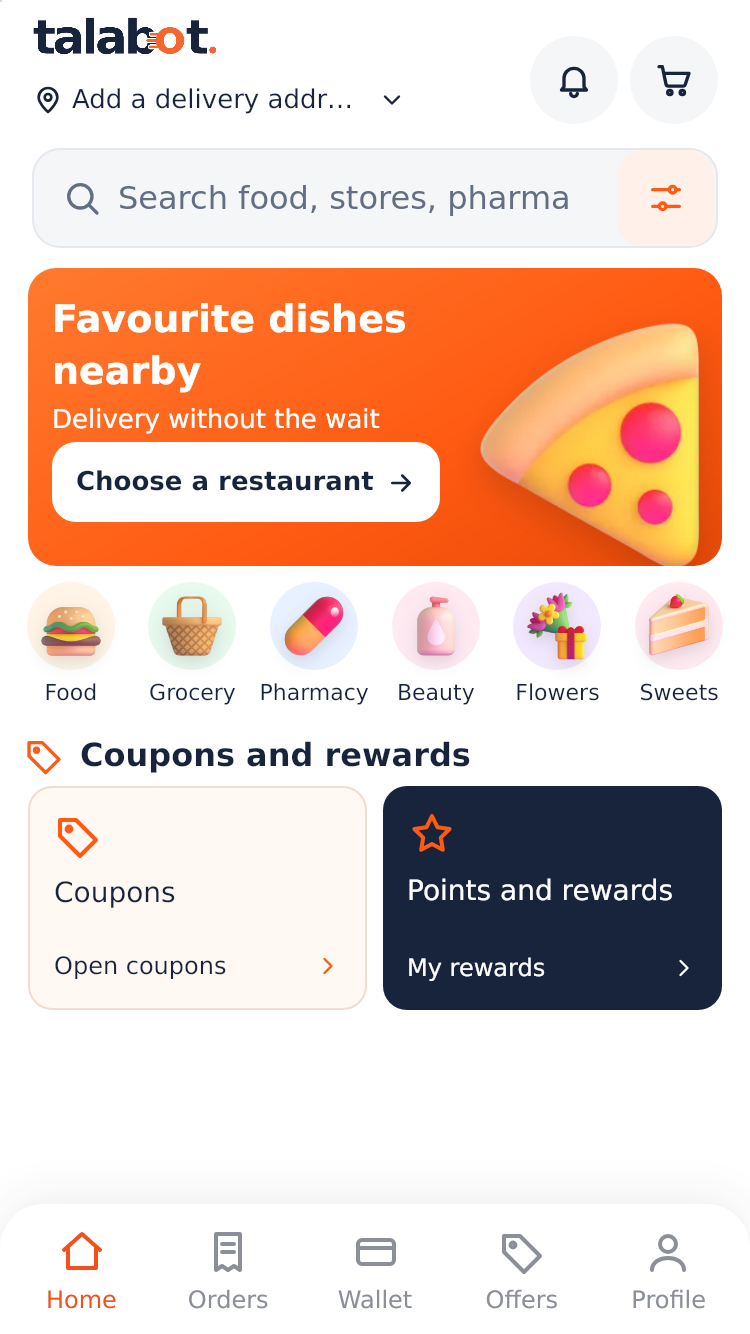 talabot.
Add a delivery addr...
Search food, stores, pharma
Favourite dishes
nearby
Delivery without the wait
Choose a restaurant →
Food Grocery Pharmacy Beauty Flowers Sweets
Coupons and rewards
Coupons
Open coupons
Points and rewards
My rewards
Home Orders Wallet Offers Profile